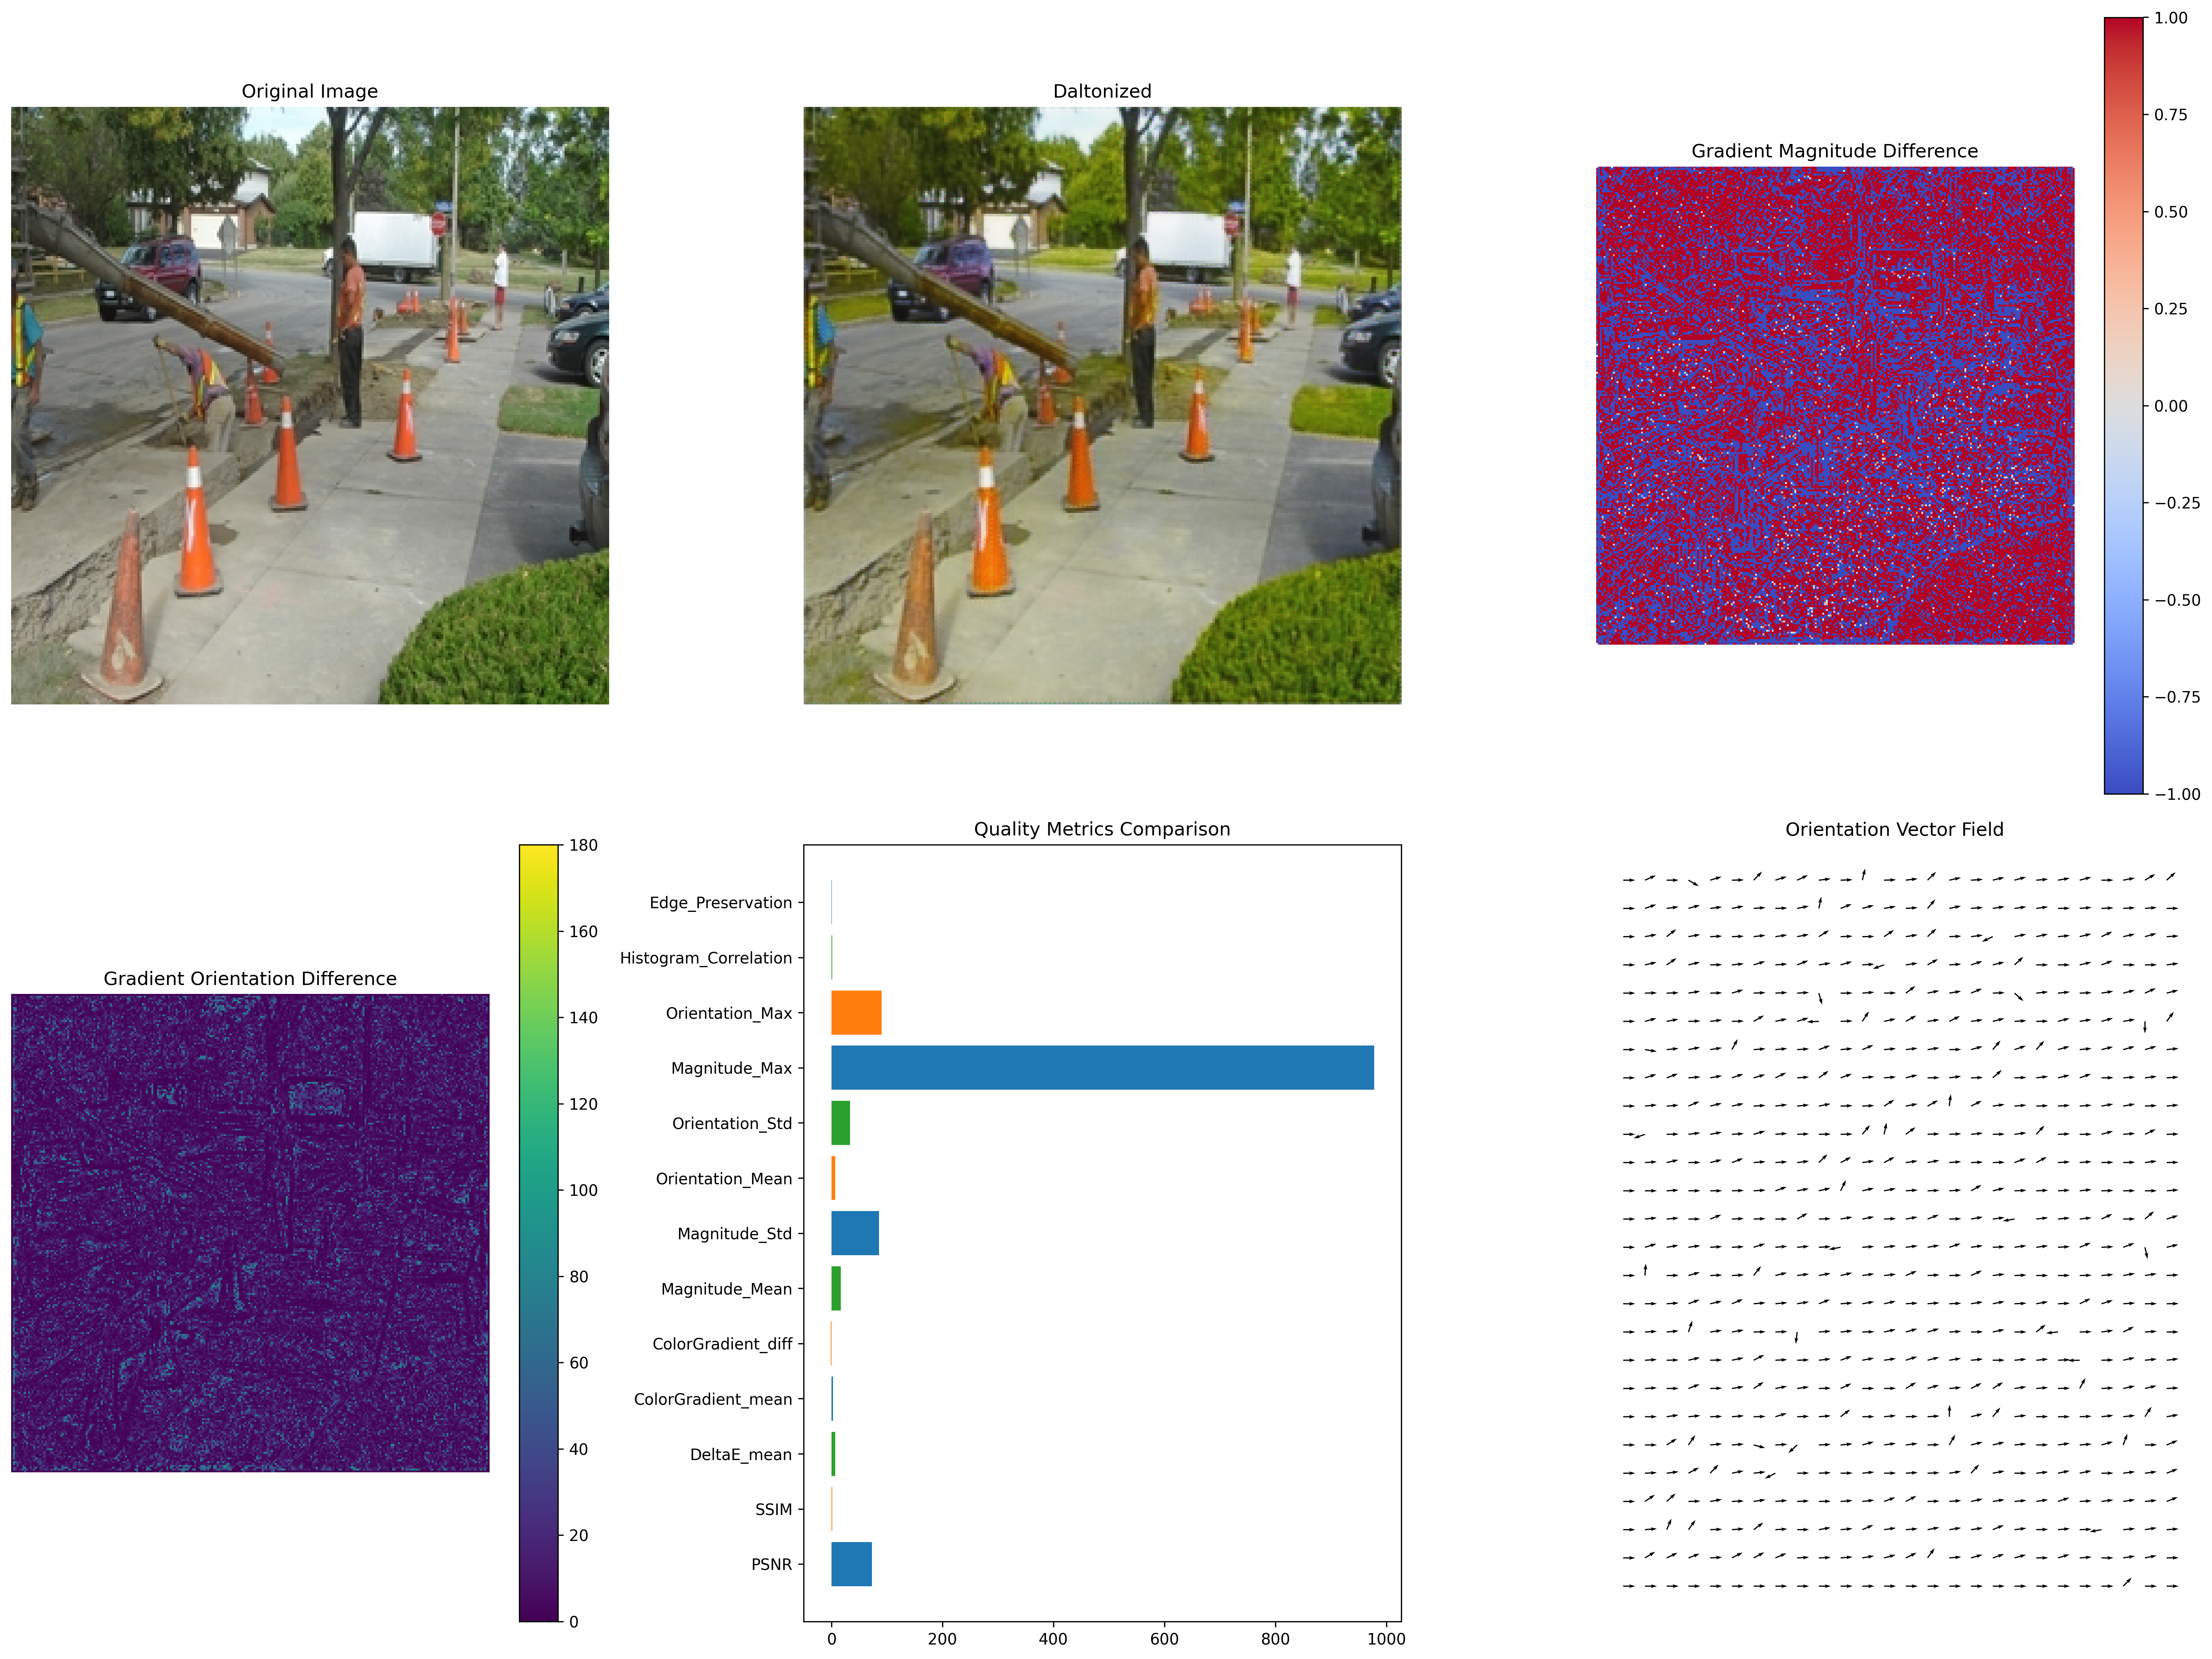 Original Image
Daltonized
Gradient Magnitude Difference
1.00
0.75
0.50
0.25
0.00
−0.25
−0.50
−0.75
−1.00
Gradient Orientation Difference
180
160
140
120
100
80
60
40
20
0
Quality Metrics Comparison
Edge_Preservation
Histogram_Correlation
Orientation_Max
Magnitude_Max
Orientation_Std
Orientation_Mean
Magnitude_Std
Magnitude_Mean
ColorGradient_diff
ColorGradient_mean
DeltaE_mean
SSIM
PSNR
0 200 400 600 800 1000
Orientation Vector Field